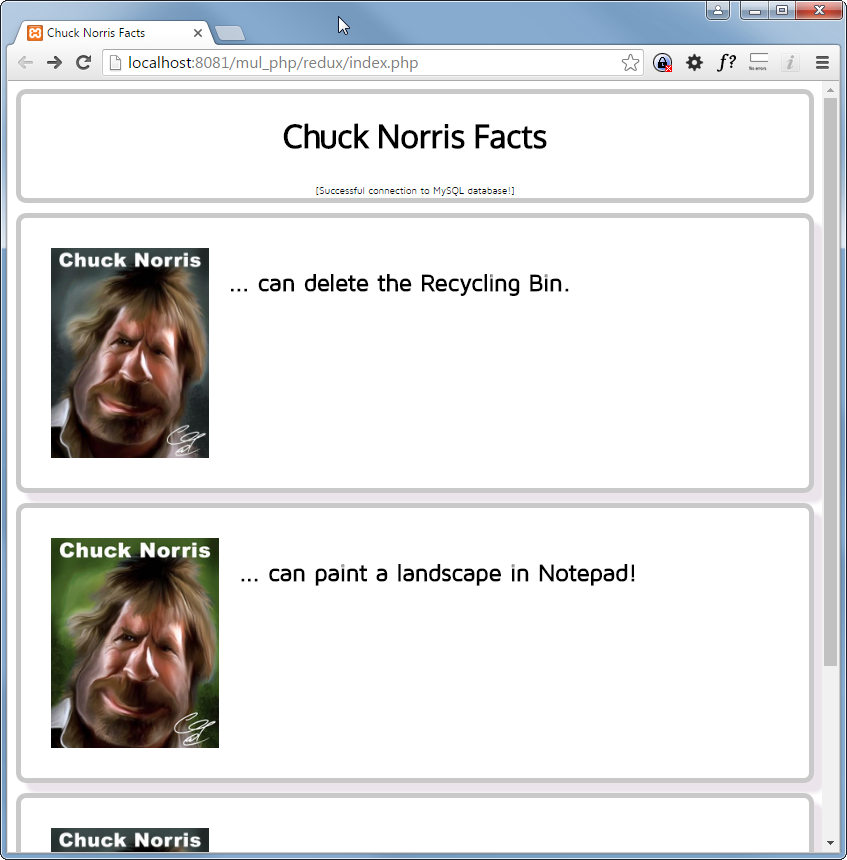 Chuck Norris Facts
localhost:8081/mul_php/redux/index.php
f?
No errors
i
Chuck Norris Facts
[Successful connection to MySQL database!]
Chuck Norris
... can delete the Recycling Bin.
Chuck Norris
... can paint a landscape in Notepad!
Chuck Norris